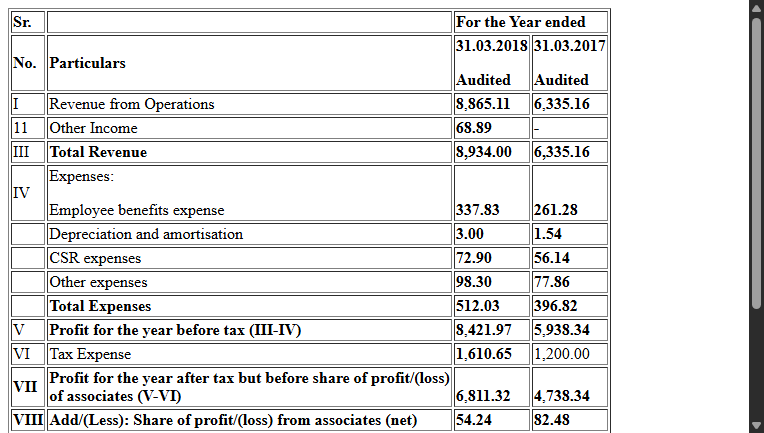 Sr. For the Year ended
31.03.2018 31.03.2017
No. Particulars
Audited Audited
I Revenue from Operations 8,865.11 6,335.16
11 Other Income 68.89 -
III Total Revenue 8,934.00 6,335.16
Expenses:
IV
Employee benefits expense 337.83 261.28
Depreciation and amortisation 3.00 1.54
CSR expenses 72.90 56.14
Other expenses 98.30 77.86
Total Expenses 512.03 396.82
V Profit for the year before tax (III-IV) 8,421.97 5,938.34
VI Tax Expense 1,610.65 1,200.00
Profit for the year after tax but before share of profit/(loss)
VII
of associates (V-VI) 6,811.32 4,738.34
VIII Add/(Less): Share of profit/(loss) from associates (net) 54.24 82.48